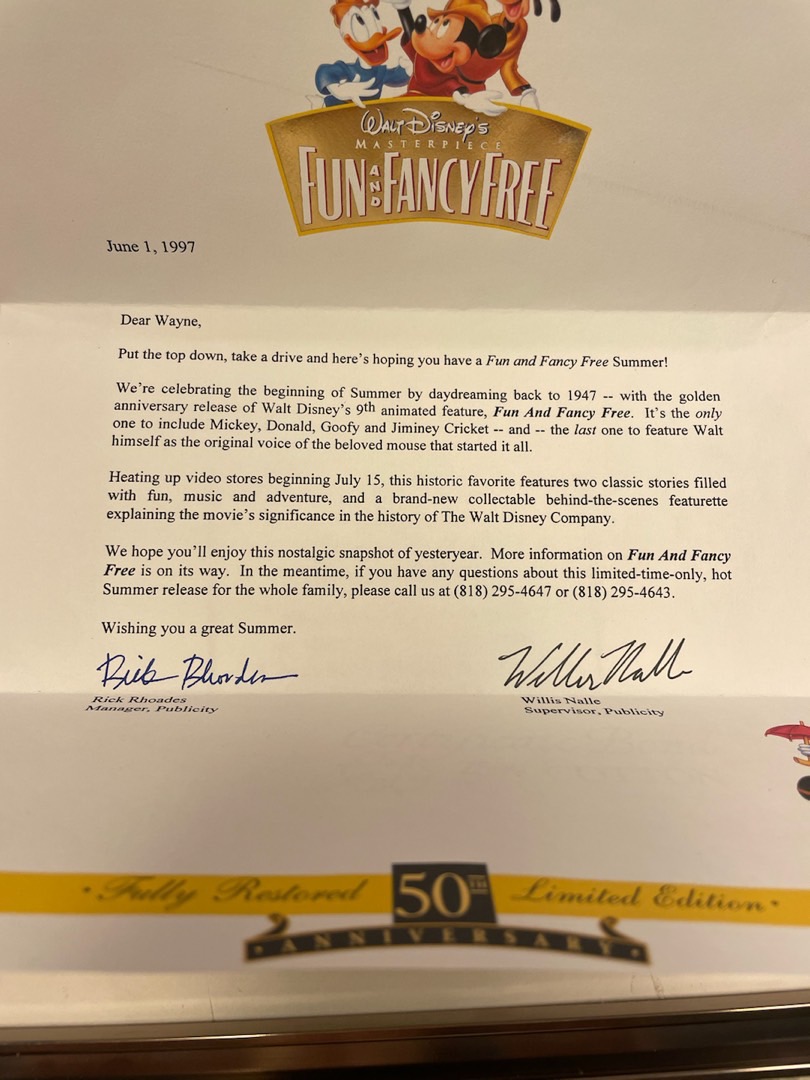 WALT DISNEY'S
MASTERPIECE
FUN AND FANCY FREE
June 1, 1997
Dear Wayne,
Put the top down, take a drive and here's hoping you have a Fun and Fancy Free Summer!
We're celebrating the beginning of Summer by daydreaming back to 1947 -- with the golden
anniversary release of Walt Disney's 9th animated feature, Fun And Fancy Free. It's the only
one to include Mickey, Donald, Goofy and Jiminey Cricket -- and -- the last one to feature Walt
himself as the original voice of the beloved mouse that started it all.
Heating up video stores beginning July 15, this historic favorite features two classic stories filled
with fun, music and adventure, and a brand-new collectable behind-the-scenes featurette
explaining the movie's significance in the history of The Walt Disney Company.
We hope you'll enjoy this nostalgic snapshot of yesteryear. More information on Fun And Fancy
Free is on its way. In the meantime, if you have any questions about this limited-time-only, hot
Summer release for the whole family, please call us at (818) 295-4647 or (818) 295-4643.
Wishing you a great Summer.
Rick Rhoades
Willis Nalle
Rick Rhoades
Manager, Publicity
Willis Nalle
Supervisor, Publicity
• Fully Restored 50TH Limited Edition •
• ANNIVERSARY •